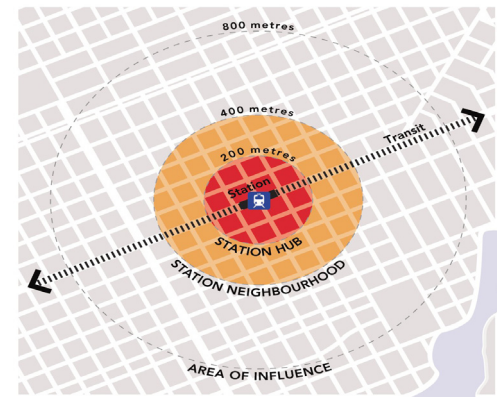 800 metres
400 metres
200 metres
Transit
Station
STATION HUB
STATION NEIGHBOURHOOD
AREA OF INFLUENCE